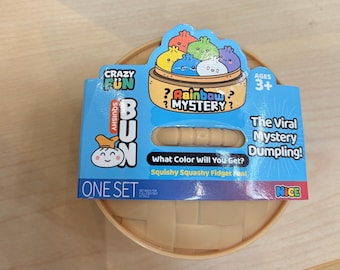 CRAZY
FUN
AGES
3+
? Rainbow ?
? MYSTERY ?
SQUISHY
BUN
The Viral
Mystery
Dumpling!
What Color Will You Get?
Squishy Squashy Fidget Fun!
ONE SET